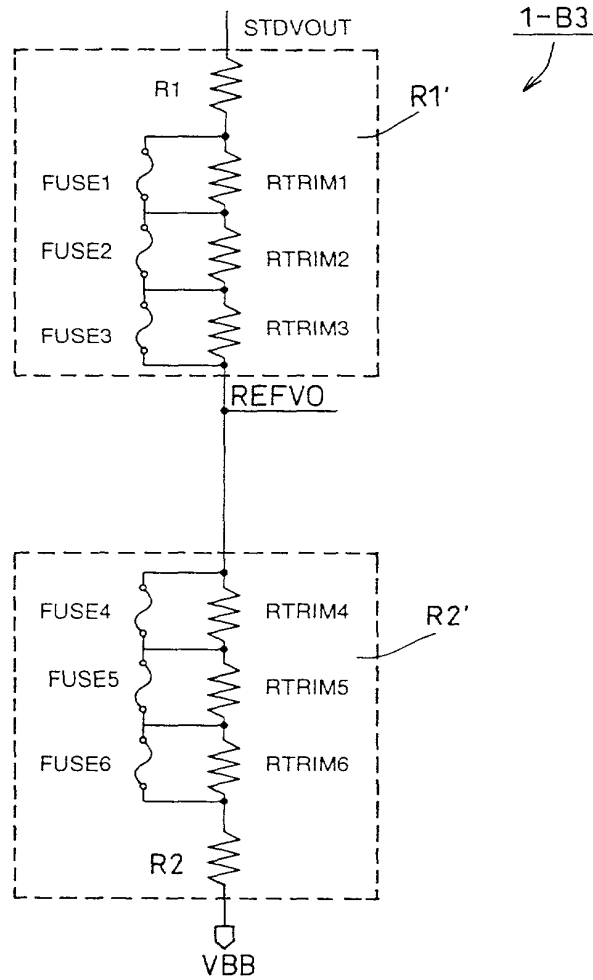 STDVOUT
1-B3
R1
R1'
FUSE1
RTRIM1
FUSE2
RTRIM2
FUSE3
RTRIM3
REFVO
FUSE4
RTRIM4
R2'
FUSE5
RTRIM5
FUSE6
RTRIM6
R2
VBB